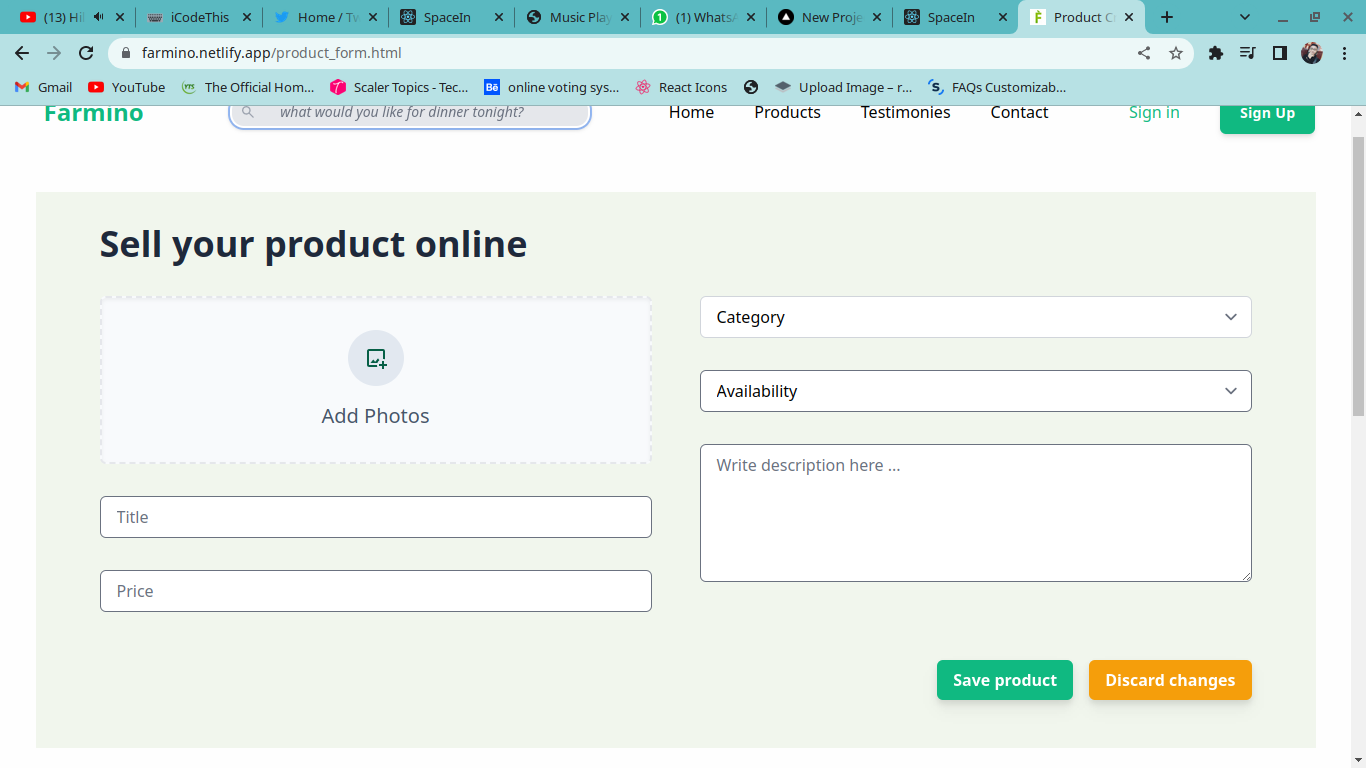 (13) Hil
iCodeThis
Home / Tw
SpaceIn
Music Play
(1) WhatsA
New Proje
SpaceIn
Product C
farmino.netlify.app/product_form.html
Gmail
YouTube
The Official Hom...
Scaler Topics - Tec...
online voting sys...
React Icons
Upload Image – r...
FAQs Customizab...
Farmino
what would you like for dinner tonight?
Home
Products
Testimonies
Contact
Sign in
Sign Up
Sell your product online
Add Photos
Title
Price
Category
Availability
Write description here ...
Save product
Discard changes